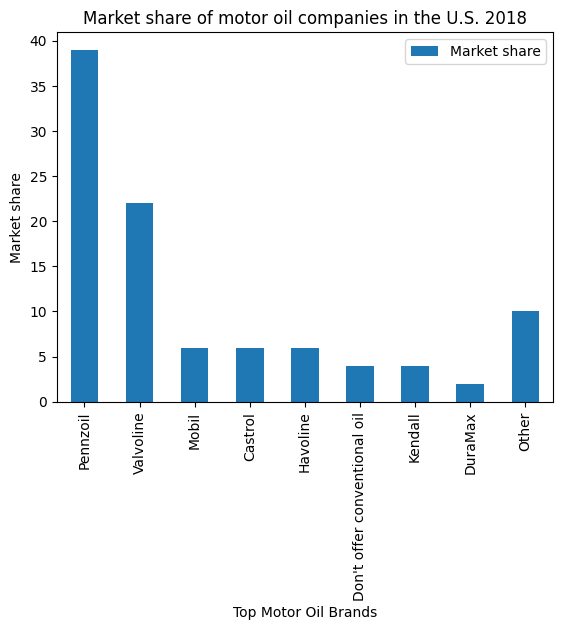 Market share of motor oil companies in the U.S. 2018
Market share
40
35
30
25
20
15
10
5
0
Market share
Pennzoil
Valvoline
Mobil
Castrol
Havoline
Don't offer conventional oil
Kendall
DuraMax
Other
Top Motor Oil Brands